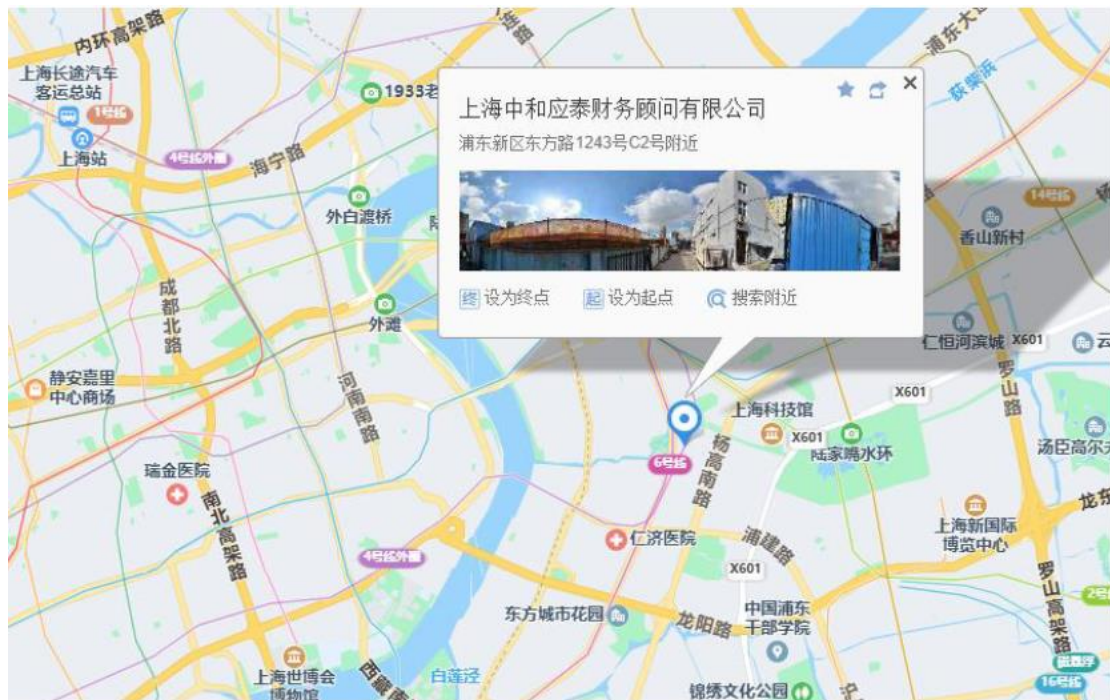 内环高架路
浦东大道
上海长途汽车
客运总站
1号线
上海站
4号线外圈
海宁路
1933老
外白渡桥
荻柴浜
上海中和应泰财务顾问有限公司
浦东新区东方路1243号C2号附近
终 设为终点
起 设为起点
搜索附近
14号线
香山新村
成都北路
外滩
仁恒河滨城
X601
云
静安嘉里
中心商场
河南南路
罗山路
X601
上海科技馆
X601
陆家嘴水环
汤臣高尔夫
6号线
杨高南路
瑞金医院
南北高架路
上海新国际
博览中心
龙东
仁济医院
浦建路
4号线外圈
X601
罗山高架路
2号
东方城市花园
龙阳路
中国浦东
干部学院
上海世博会
博物馆
西藏南
白莲泾
锦绣文化公园
磁悬浮
16号线